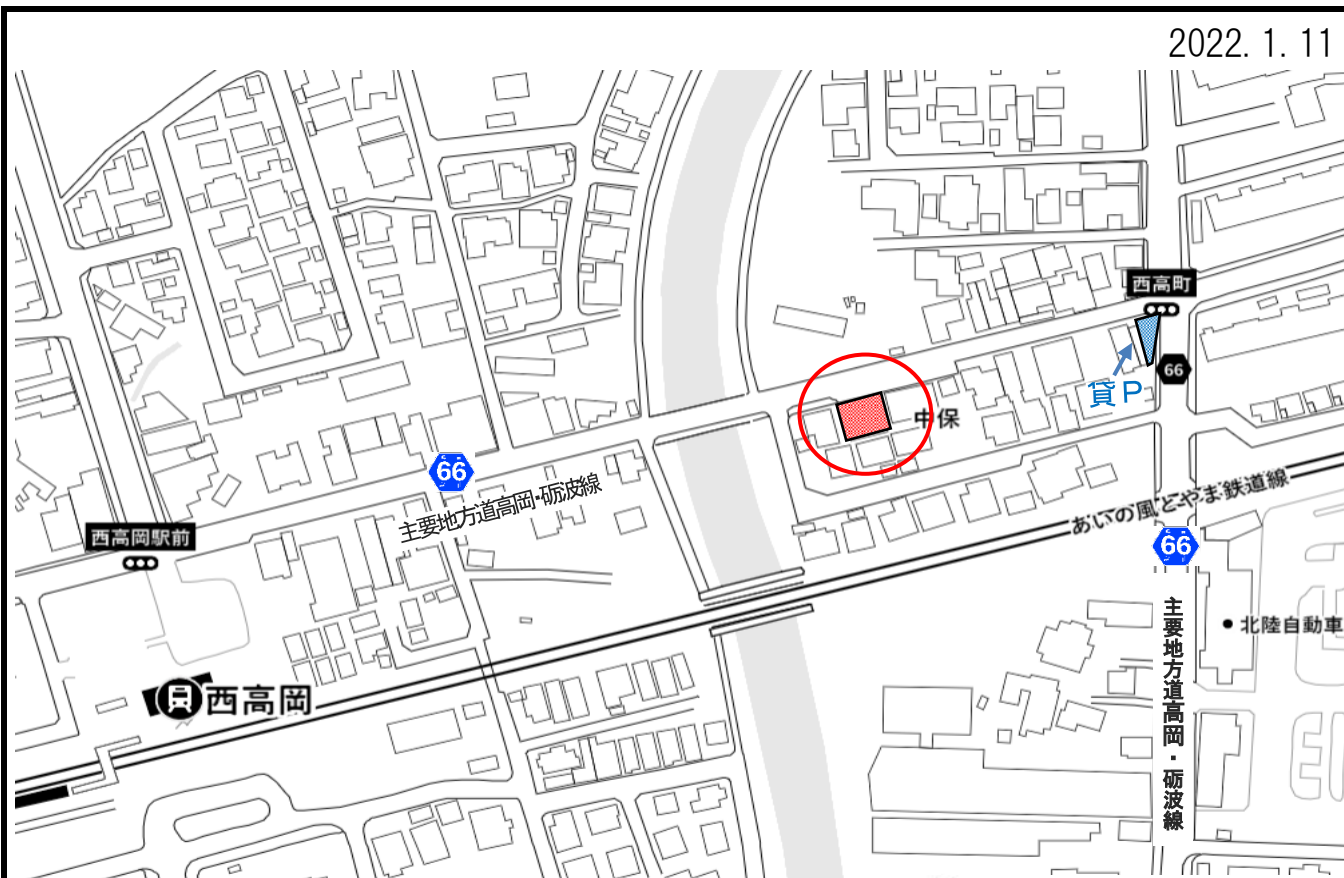 2022. 1. 11
西高町
66
貸P
中保
66
主要地方道高岡・砺波線
西高岡駅前
あいの風とやま鉄道線
66
主要地方道高岡・砺波線
北陸自動車
西高岡